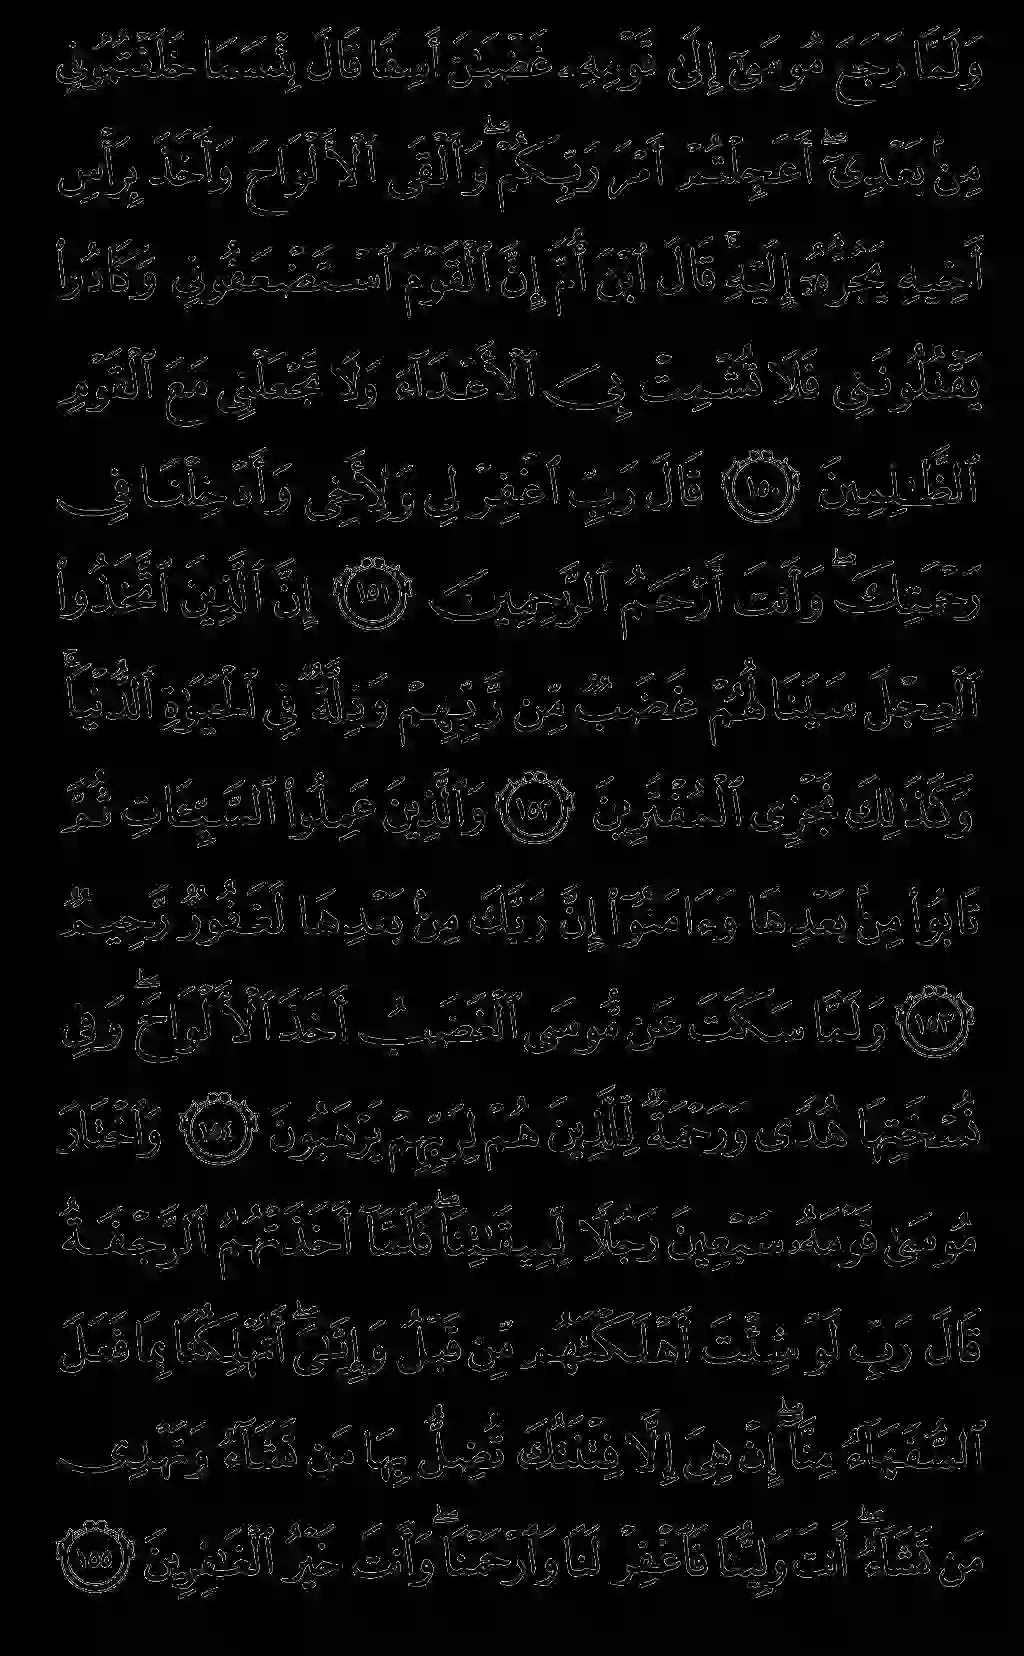 وَلَمَّا رَجَعَ مُوسَىٰٓ إِلَىٰ قَوْمِهِۦ غَضْبَـٰنَ أَسِفًا قَالَ بِئْسَمَا خَلَفْتُمُونِى
مِنۢ بَعْدِىٓ ۖ أَعَجِلْتُمْ أَمْرَ رَبِّكُمْ ۖ وَأَلْقَى ٱلْأَلْوَاحَ وَأَخَذَ بِرَأْسِ
أَخِيهِ يَجُرُّهُۥٓ إِلَيْهِ ۚ قَالَ ٱبْنَ أُمَّ إِنَّ ٱلْقَوْمَ ٱسْتَضْعَفُونِى وَكَادُوا۟
يَقْتُلُونَنِى فَلَا تُشْمِتْ بِىَ ٱلْأَعْدَآءَ وَلَا تَجْعَلْنِى مَعَ ٱلْقَوْمِ
ٱلظَّـٰلِمِينَ ١٥٠ قَالَ رَبِّ ٱغْفِرْ لِى وَلِأَخِى وَأَدْخِلْنَا فِى
رَحْمَتِكَ ۖ وَأَنتَ أَرْحَمُ ٱلرَّٰحِمِينَ ١٥١ إِنَّ ٱلَّذِينَ ٱتَّخَذُوا۟
ٱلْعِجْلَ سَيَنَالُهُمْ غَضَبٌ مِّن رَّبِّهِمْ وَذِلَّةٌ فِى ٱلْحَيَوٰةِ ٱلدُّنْيَا ۚ
وَكَذَٰلِكَ نَجْزِى ٱلْمُفْتَرِينَ ١٥٢ وَٱلَّذِينَ عَمِلُوا۟ ٱلسَّيِّـَٔاتِ ثُمَّ
تَابُوا۟ مِنۢ بَعْدِهَا وَءَامَنُوٓا۟ إِنَّ رَبَّكَ مِنۢ بَعْدِهَا لَغَفُورٌ رَّحِيمٌ
١٥٣ وَلَمَّا سَكَتَ عَن مُّوسَى ٱلْغَضَبُ أَخَذَ ٱلْأَلْوَاحَ ۖ وَفِى
نُسْخَتِهَا هُدًى وَرَحْمَةٌ لِّلَّذِينَ هُمْ لِرَبِّهِمْ يَرْهَبُونَ ١٥٤ وَٱخْتَارَ
مُوسَىٰ قَوْمَهُۥ سَبْعِينَ رَجُلًا لِّمِيقَـٰتِنَا ۖ فَلَمَّآ أَخَذَتْهُمُ ٱلرَّجْفَةُ
قَالَ رَبِّ لَوْ شِئْتَ أَهْلَكْتَهُم مِّن قَبْلُ وَإِيَّـٰىَ ۖ أَتُهْلِكُنَا بِمَا فَعَلَ
ٱلسُّفَهَآءُ مِنَّآ ۖ إِنْ هِىَ إِلَّا فِتْنَتُكَ تُضِلُّ بِهَا مَن تَشَآءُ وَتَهْدِى
مَن تَشَآءُ ۖ أَنتَ وَلِيُّنَا فَٱغْفِرْ لَنَا وَٱرْحَمْنَا ۖ وَأَنتَ خَيْرُ ٱلْغَـٰفِرِينَ ١٥٥